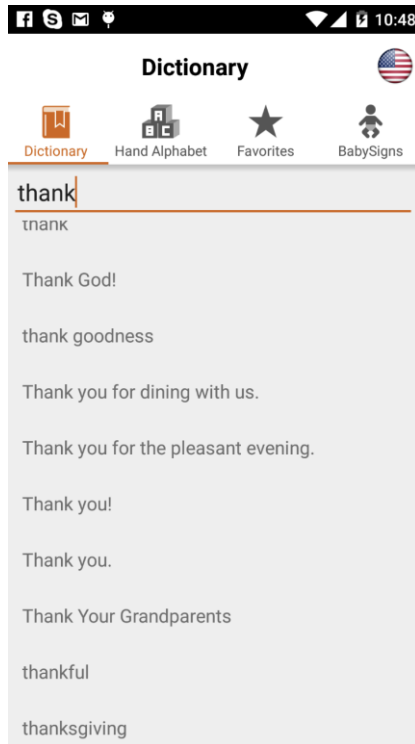 10:48
Dictionary
A
B C
Dictionary Hand Alphabet Favorites BabySigns
thank
thank
Thank God!
thank goodness
Thank you for dining with us.
Thank you for the pleasant evening.
Thank you!
Thank you.
Thank Your Grandparents
thankful
thanksgiving